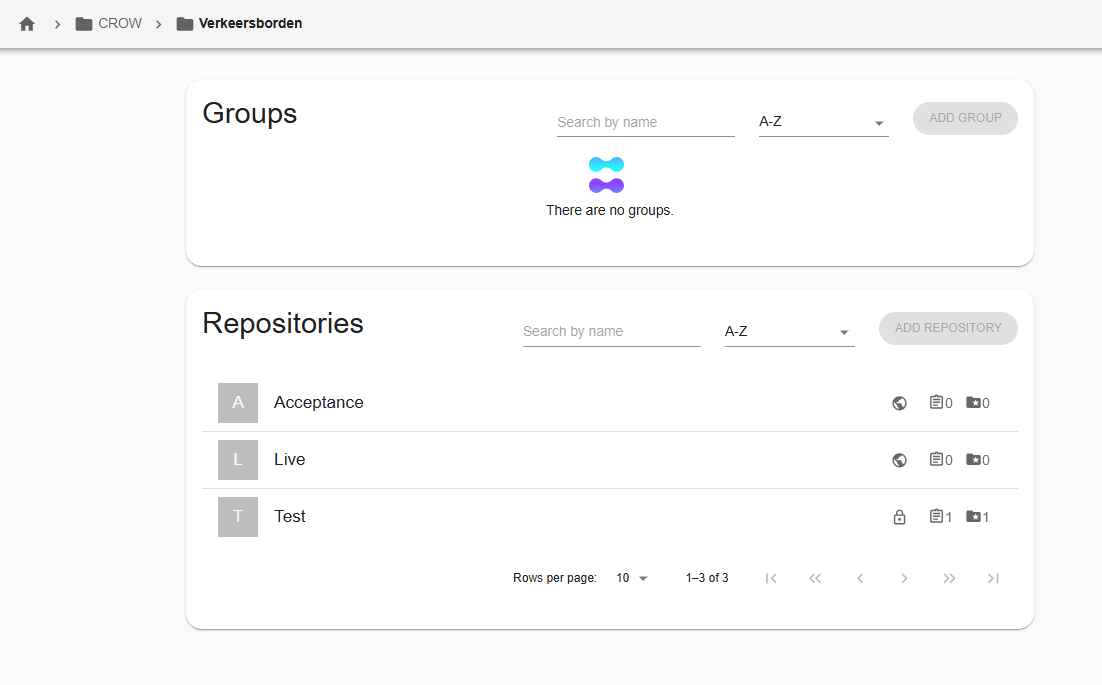 CROW Verkeersborden
Groups
Search by name
A-Z
ADD GROUP
There are no groups.
Repositories
Search by name
A-Z
ADD REPOSITORY
A Acceptance 0 0
L Live 0 0
T Test 1 1
Rows per page: 10 1–3 of 3